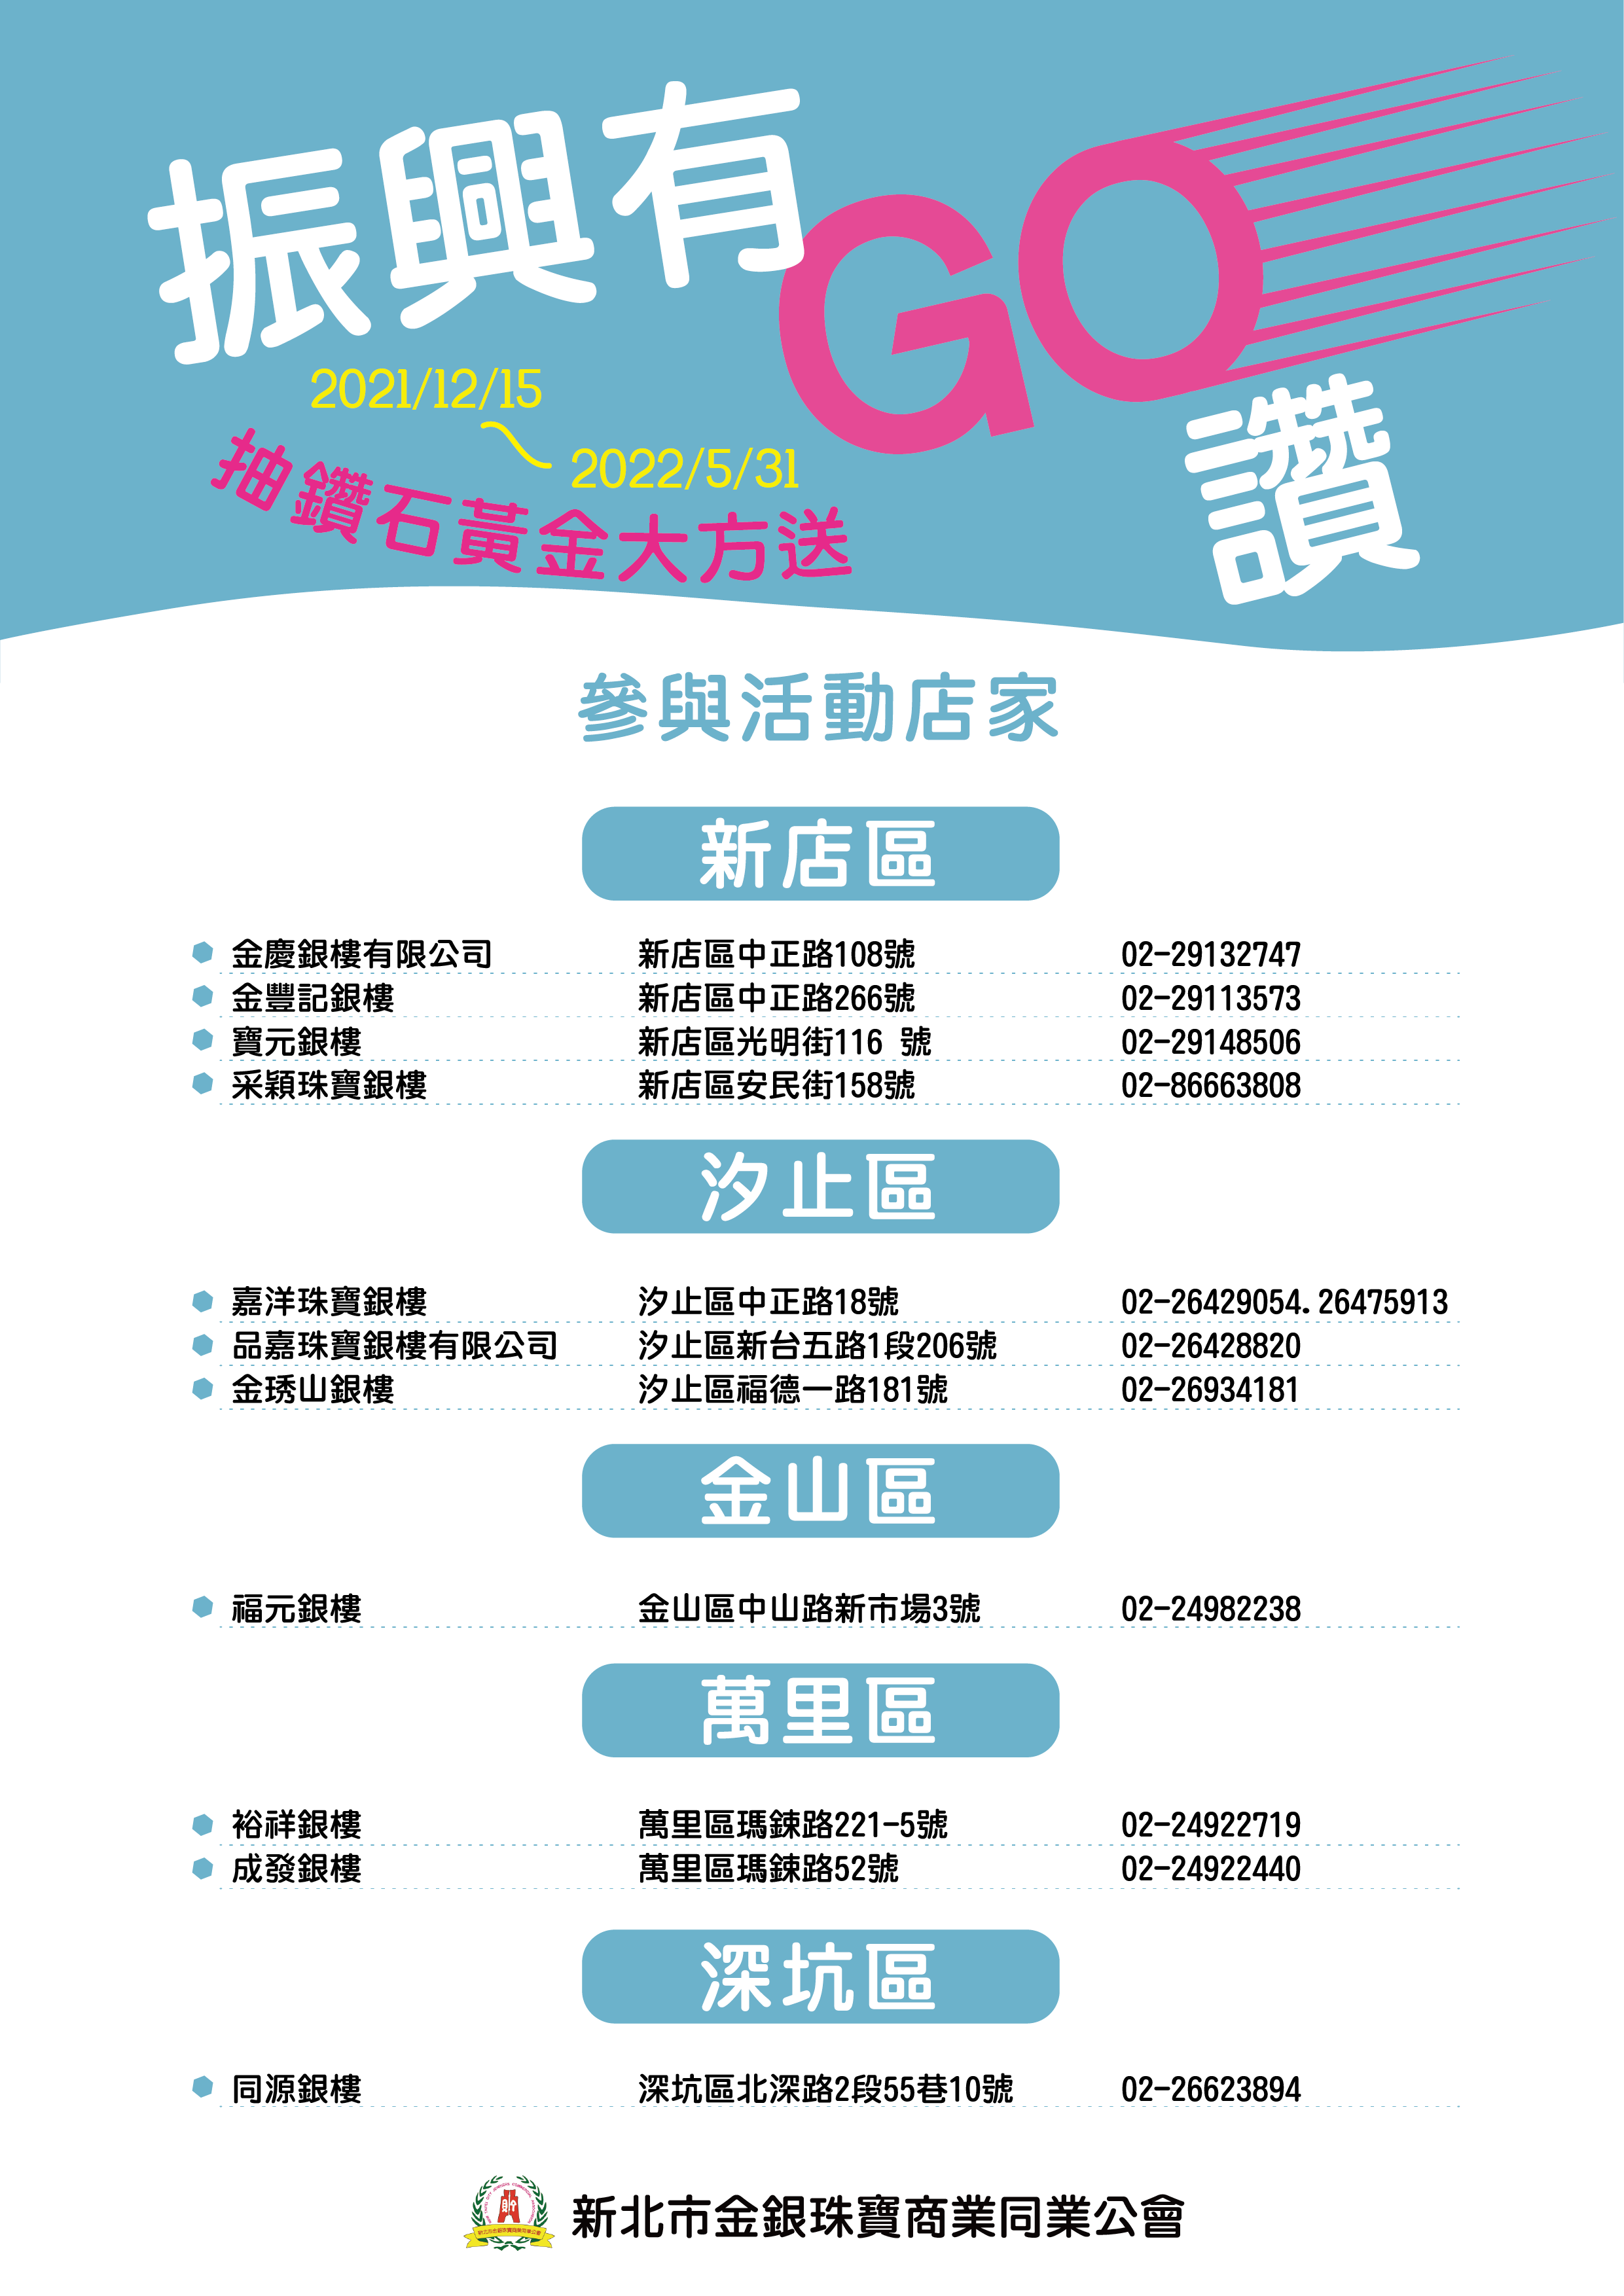 振興有GO讚
2021/12/15
~
2022/5/31
抽鑽石黃金大方送
參與活動店家
新店區
金慶銀樓有限公司 新店區中正路108號 02-29132747
金豐記銀樓 新店區中正路266號 02-29113573
寶元銀樓 新店區光明街116 號 02-29148506
采穎珠寶銀樓 新店區安民街158號 02-86663808
汐止區
嘉洋珠寶銀樓 汐止區中正路18號 02-26429054.26475913
品嘉珠寶銀樓有限公司 汐止區新台五路1段206號 02-26428820
金琇山銀樓 汐止區福德一路181號 02-26934181
金山區
福元銀樓 金山區中山路新市場3號 02-24982238
萬里區
裕祥銀樓 萬里區瑪鋉路221-5號 02-24922719
成發銀樓 萬里區瑪鋉路52號 02-24922440
深坑區
同源銀樓 深坑區北深路2段55巷10號 02-26623894
新北市金銀珠寶商業同業公會
新北市金銀珠寶商業同業公會